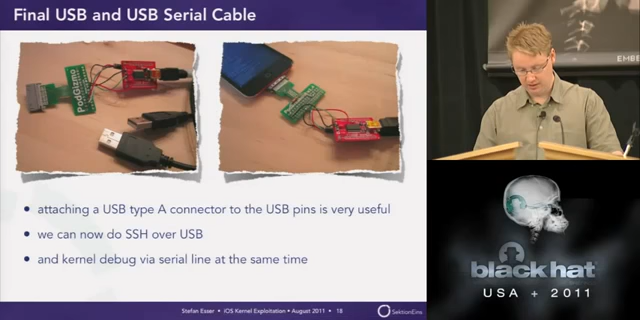 Final USB and USB Serial Cable
PodGizmo
• attaching a USB type A connector to the USB pins is very useful
• we can now do SSH over USB
• and kernel debug via serial line at the same time
Stefan Esser • iOS Kernel Exploitation • August 2011 • 18
SektionEins
EMBE
black hat
USA + 2011